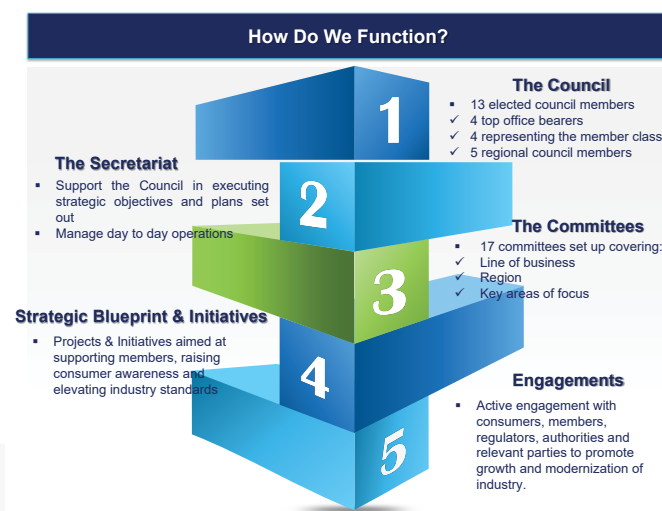 How Do We Function?
1
The Council
▪ 13 elected council members
✓ 4 top office bearers
✓ 4 representing the member class
✓ 5 regional council members
2
The Secretariat
▪ Support the Council in executing
strategic objectives and plans set
out
▪ Manage day to day operations
3
The Committees
▪ 17 committees set up covering:
✓ Line of business
✓ Region
✓ Key areas of focus
4
Strategic Blueprint & Initiatives
▪ Projects & Initiatives aimed at
supporting members, raising
consumer awareness and
elevating industry standards
5
Engagements
▪ Active engagement with
consumers, members,
regulators, authorities and
relevant parties to promote
growth and modernization of
industry.